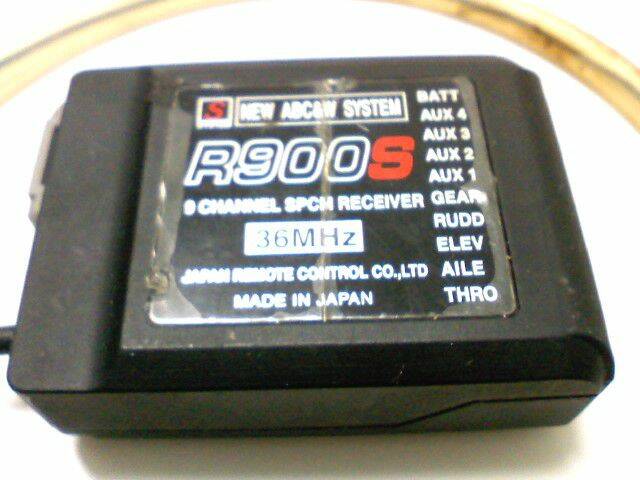 S NEW ABC&W SYSTEM
R900S
9 CHANNEL SPCM RECEIVER
36MHz
JAPAN REMOTE CONTROL CO.,LTD
MADE IN JAPAN
BATT
AUX 4
AUX 3
AUX 2
AUX 1
GEAR
RUDD
ELEV
AILE
THRO